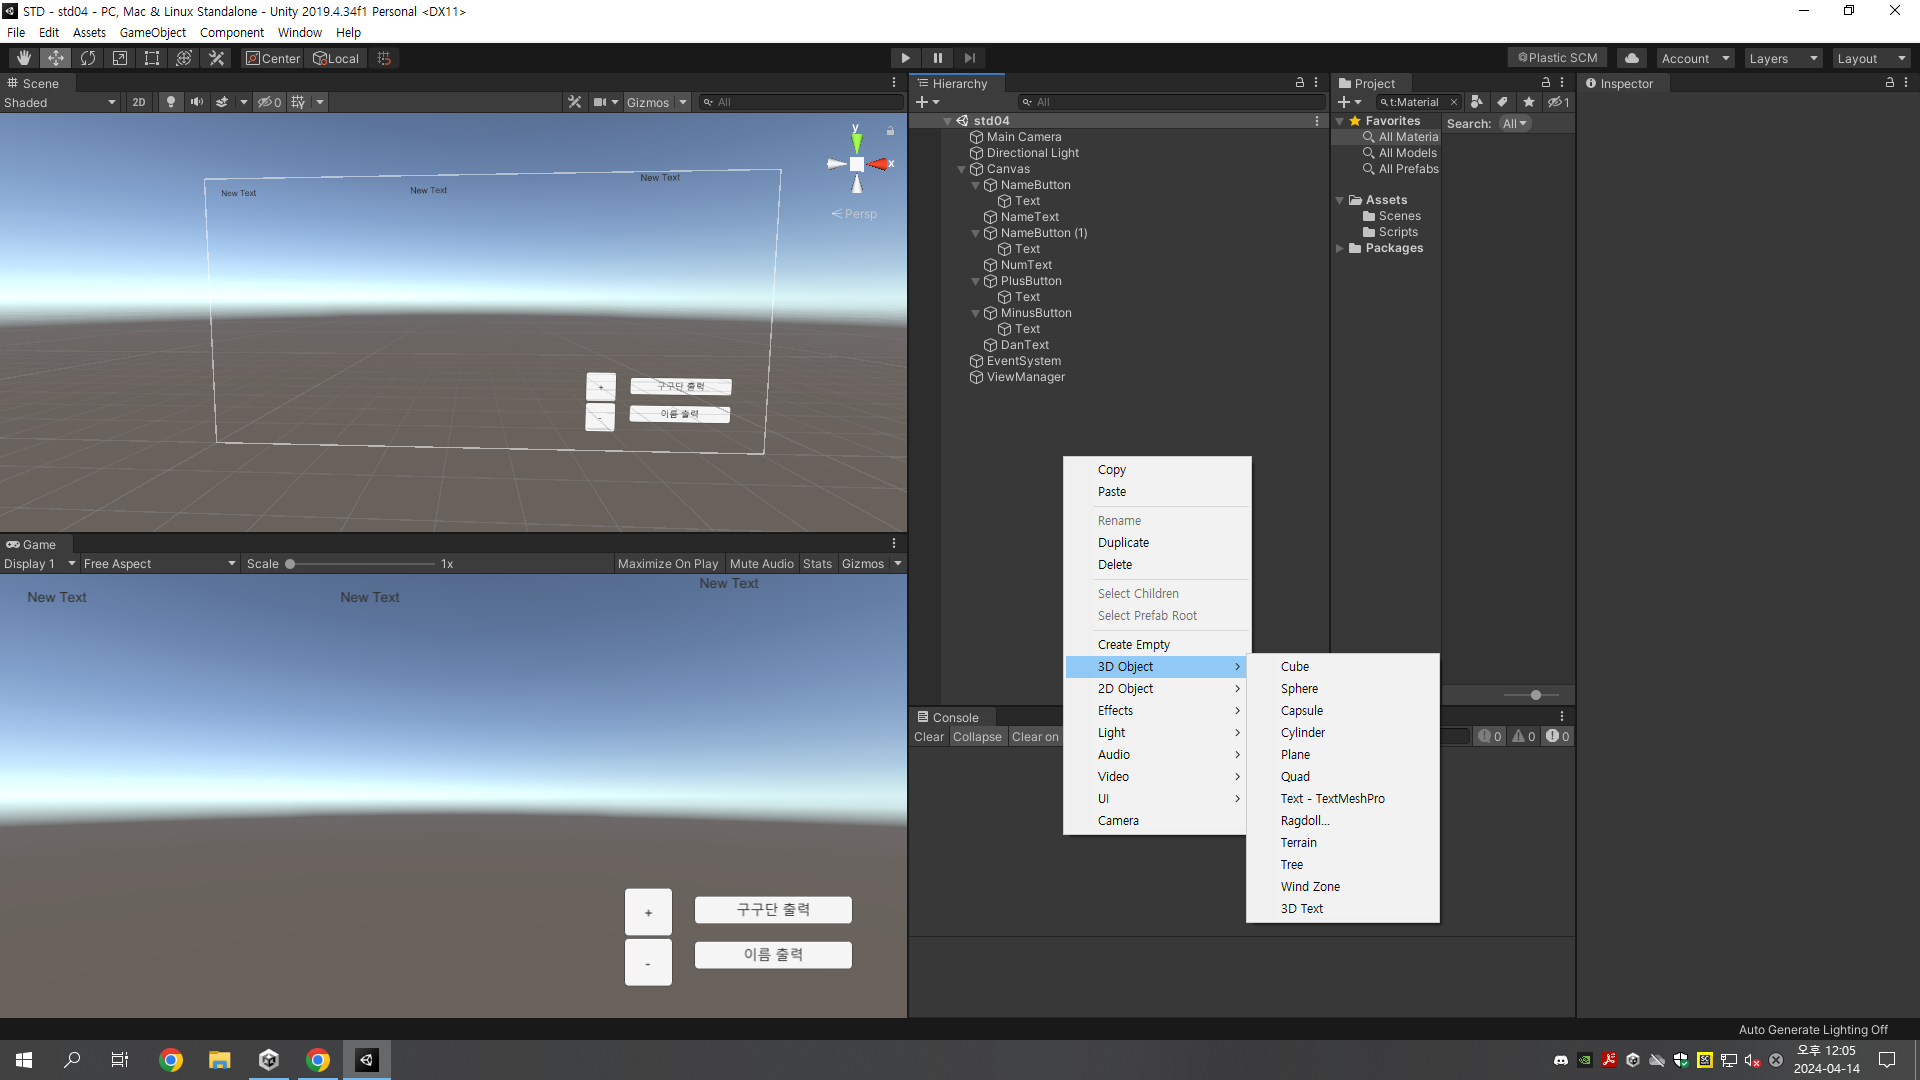 STD - std04 - PC, Mac & Linux Standalone - Unity 2019.4.34f1 Personal <DX11>
File Edit Assets GameObject Component Window Help
Center Local
Plastic SCM Account Layers Layout
Scene
Shaded 2D 0 Gizmos All
y
x
Persp
New Text
New Text
New Text
+
구구단 출력
-
이름 출력
Game
Display 1 Free Aspect Scale 1x Maximize On Play Mute Audio Stats Gizmos
New Text
New Text
New Text
+
구구단 출력
-
이름 출력
Hierarchy
All
std04
Main Camera
Directional Light
Canvas
NameButton
Text
NameText
NameButton (1)
Text
NumText
PlusButton
Text
MinusButton
Text
DanText
EventSystem
ViewManager
Copy
Paste
Rename
Duplicate
Delete
Select Children
Select Prefab Root
Create Empty
3D Object
2D Object
Effects
Light
Audio
Video
UI
Camera
Cube
Sphere
Capsule
Cylinder
Plane
Quad
Text - TextMeshPro
Ragdoll...
Terrain
Tree
Wind Zone
3D Text
Project
t:Material 1
Favorites
All Materia
All Models
All Prefabs
Assets
Scenes
Scripts
Packages
Search: All
Console
Clear Collapse Clear on 0 0 0
Inspector
Auto Generate Lighting Off
오후 12:05
2024-04-14